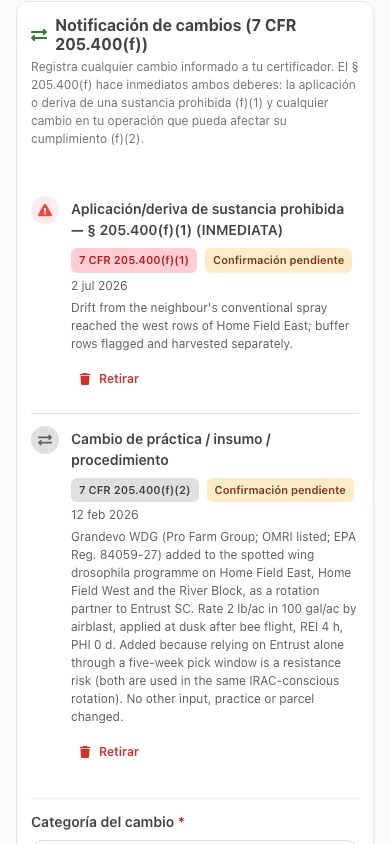 Notificación de cambios (7 CFR
205.400(f))
Registra cualquier cambio informado a tu certificador. El §
205.400(f) hace inmediatos ambos deberes: la aplicación
o deriva de una sustancia prohibida (f)(1) y cualquier
cambio en tu operación que pueda afectar su
cumplimiento (f)(2).
Aplicación/deriva de sustancia prohibida
— § 205.400(f)(1) (INMEDIATA)
7 CFR 205.400(f)(1) Confirmación pendiente
2 jul 2026
Drift from the neighbour's conventional spray
reached the west rows of Home Field East; buffer
rows flagged and harvested separately.
Retirar
Cambio de práctica / insumo /
procedimiento
7 CFR 205.400(f)(2) Confirmación pendiente
12 feb 2026
Grandevo WDG (Pro Farm Group; OMRI listed; EPA
Reg. 84059-27) added to the spotted wing
drosophila programme on Home Field East, Home
Field West and the River Block, as a rotation
partner to Entrust SC. Rate 2 lb/ac in 100 gal/ac by
airblast, applied at dusk after bee flight, REI 4 h,
PHI 0 d. Added because relying on Entrust alone
through a five-week pick window is a resistance
risk (both are used in the same IRAC-conscious
rotation). No other input, practice or parcel
changed.
Retirar
Categoría del cambio *